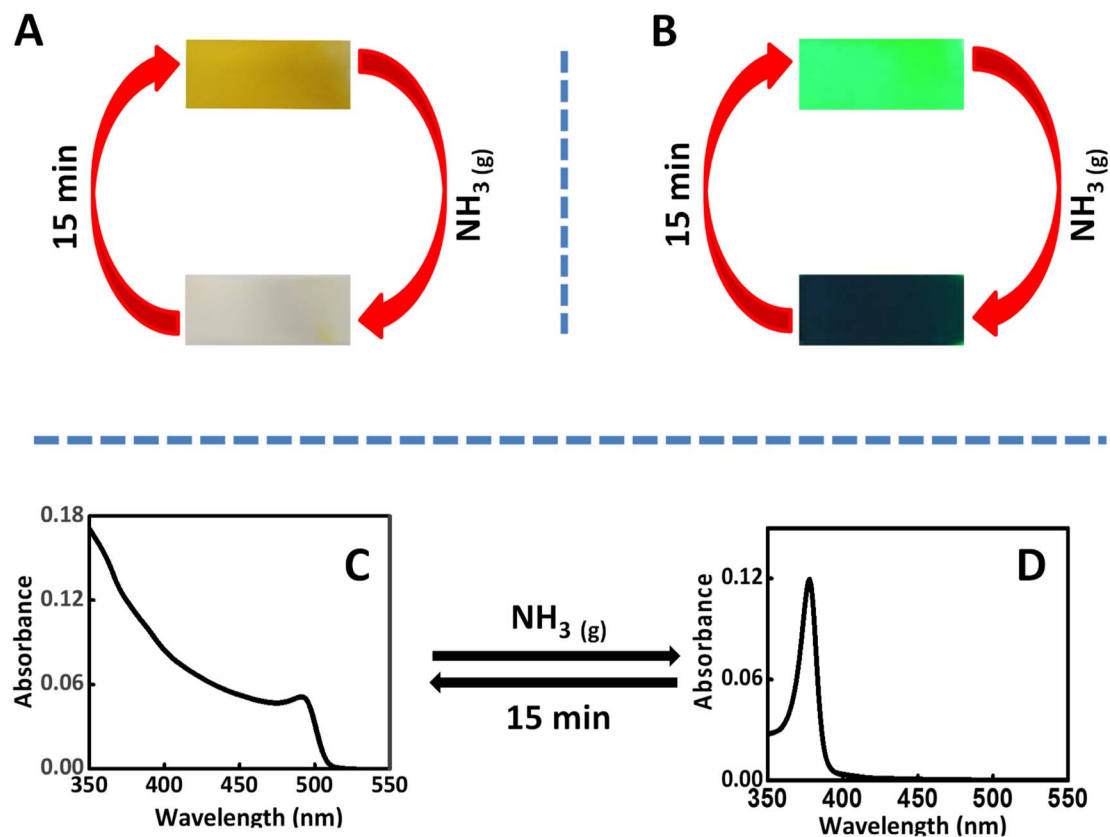 A
15 min
NH3 (g)
B
15 min
NH3 (g)
C
Absorbance
0.18
0.12
0.06
0.00
350 400 450 500 550
Wavelength (nm)
NH3 (g)
15 min
D
Absorbance
0.12
0.06
0.00
350 400 450 500 550
Wavelength (nm)